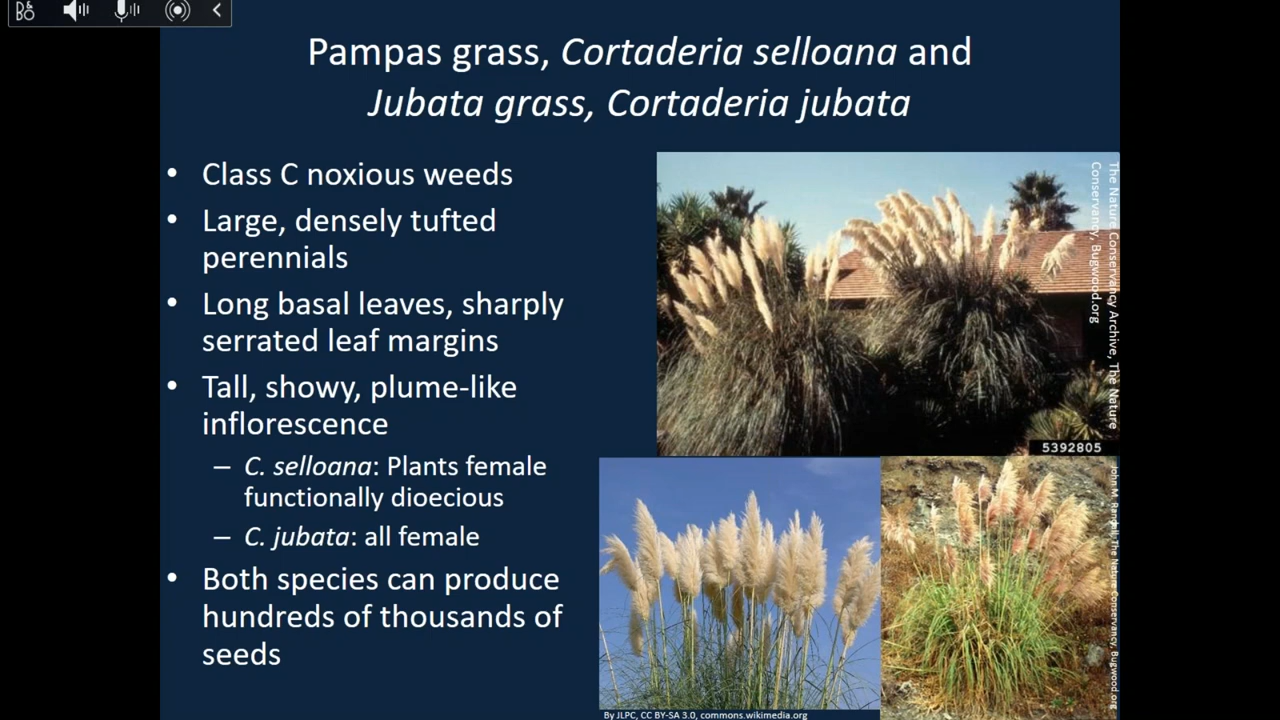 B&O
Pampas grass, Cortaderia selloana and
Jubata grass, Cortaderia jubata
• Class C noxious weeds
• Large, densely tufted
perennials
• Long basal leaves, sharply
serrated leaf margins
• Tall, showy, plume-like
inflorescence
– C. selloana: Plants female
functionally dioecious
– C. jubata: all female
• Both species can produce
hundreds of thousands of
seeds
The Nature Conservancy Archive, The Nature
Conservancy, Bugwood.org
5392805
By JLPC, CC BY-SA 3.0, commons.wikimedia.org
John M. Randall, The Nature Conservancy, Bugwood.org